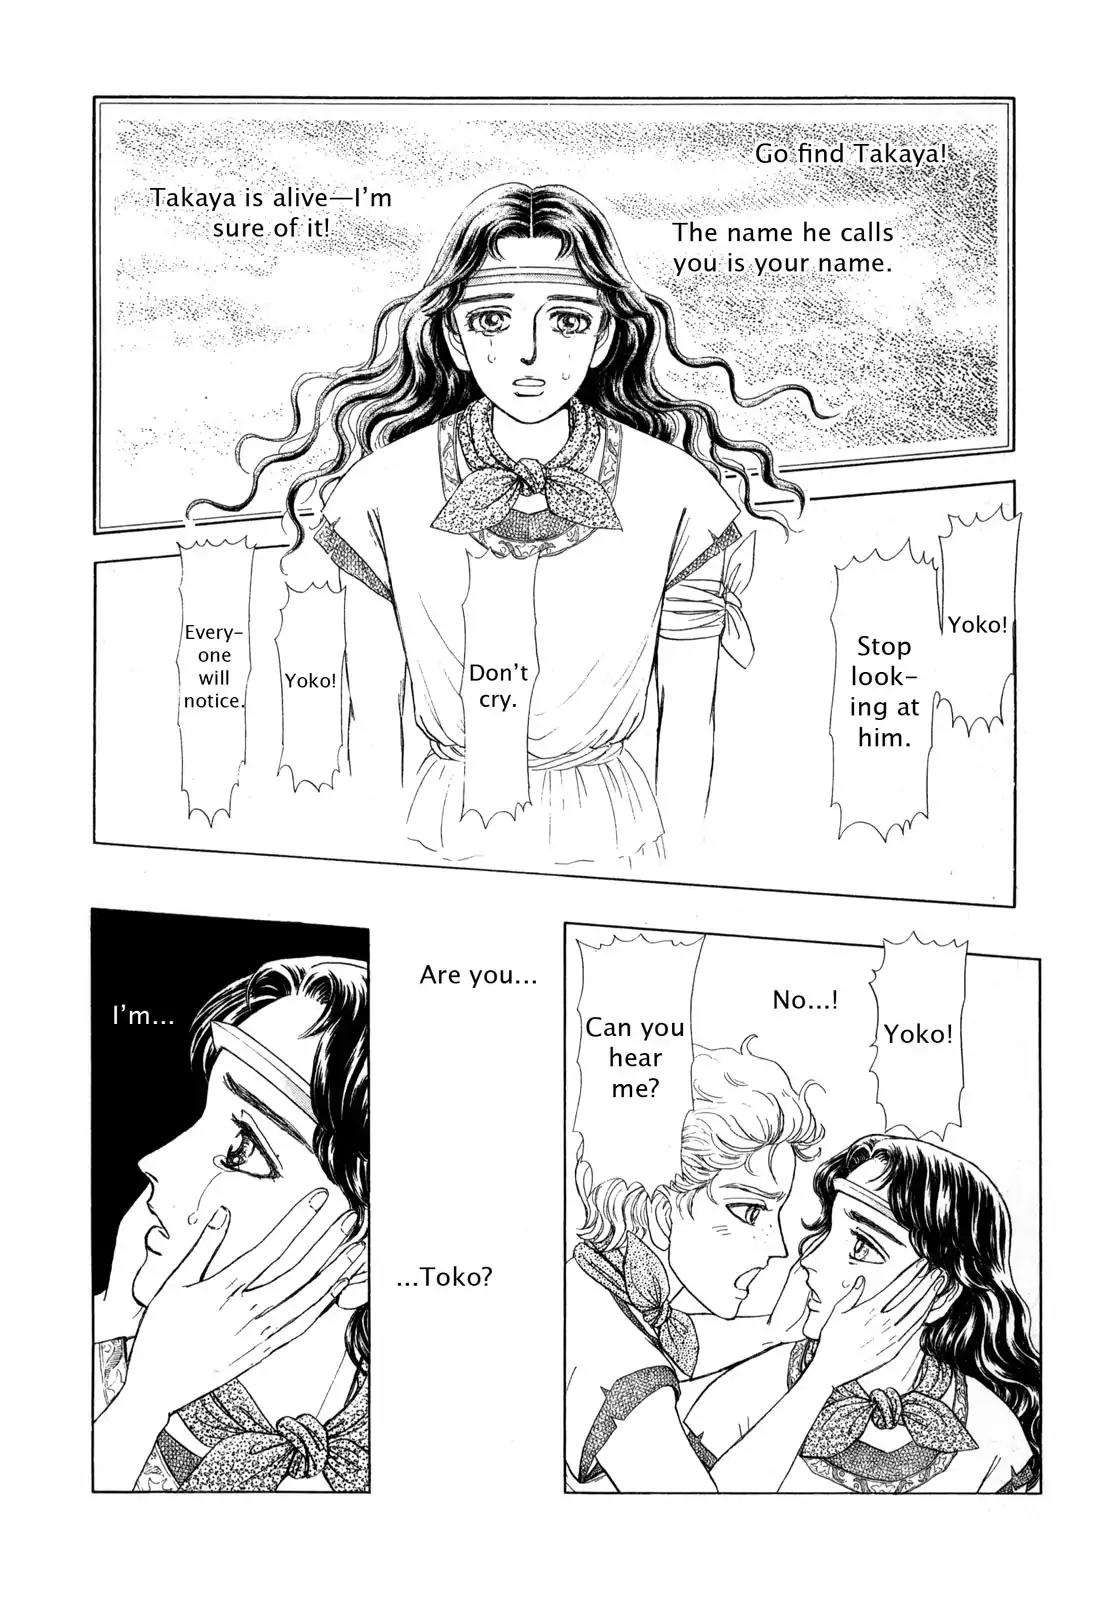 Go find Takaya!
The name he calls
you is your name.
Takaya is alive—I'm
sure of it!
Yoko!
Stop
look-
ing at
him.
Don't
cry.
Yoko!
Every-
one
will
notice.
Yoko!
No...!
Can you
hear
me?
Are you...
...Toko?
I'm...